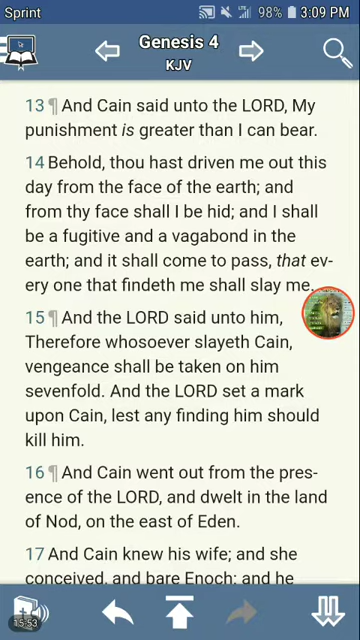 Sprint 98% 3:09 PM
Genesis 4
KJV
13 ¶ And Cain said unto the LORD, My
punishment is greater than I can bear.
14 Behold, thou hast driven me out this
day from the face of the earth; and
from thy face shall I be hid; and I shall
be a fugitive and a vagabond in the
earth; and it shall come to pass, that ev-
ery one that findeth me shall slay me.
15 ¶ And the LORD said unto him,
Therefore whosoever slayeth Cain,
vengeance shall be taken on him
sevenfold. And the LORD set a mark
upon Cain, lest any finding him should
kill him.
16 ¶ And Cain went out from the pres-
ence of the LORD, and dwelt in the land
of Nod, on the east of Eden.
17 And Cain knew his wife; and she
conceived, and bare Enoch: and he
15:53